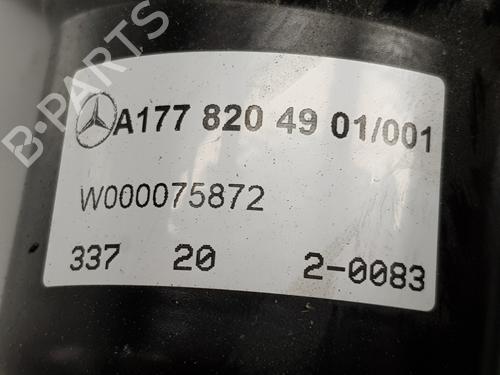 B-PARTS
A177 820 49 01/001
W000075872
337 20 2-0083